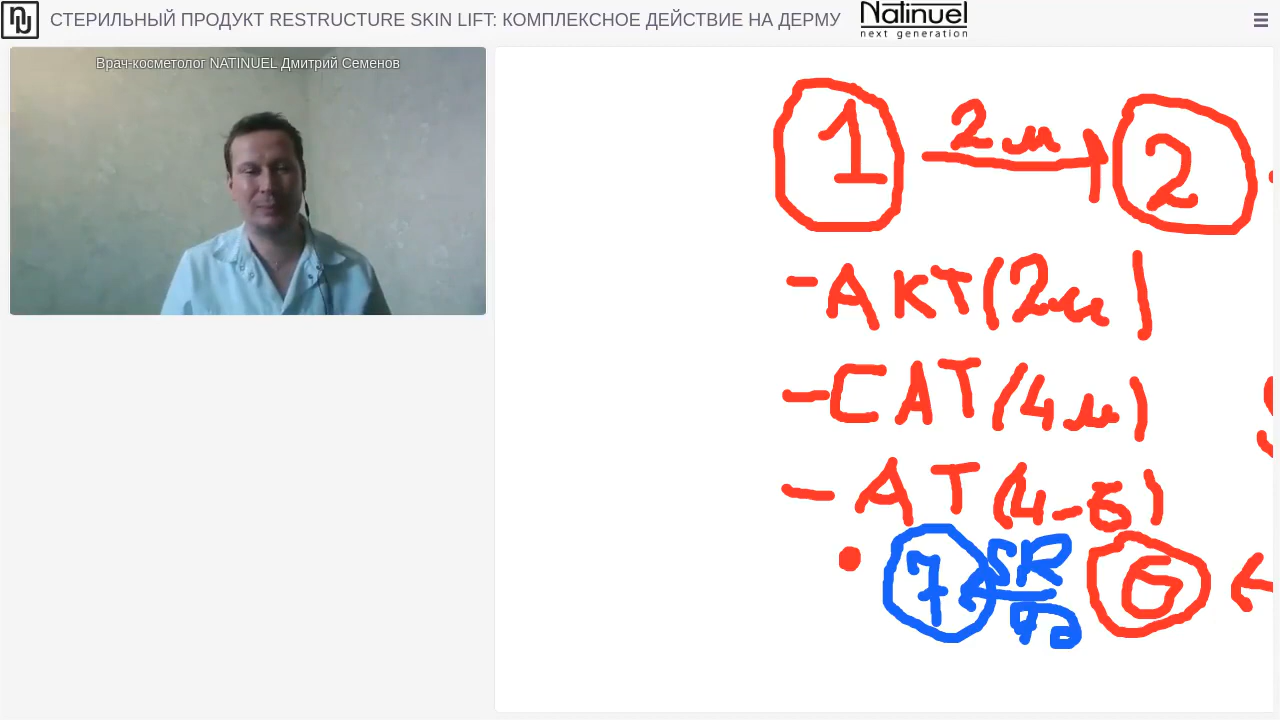 СТЕРИЛЬНЫЙ ПРОДУКТ RESTRUCTURE SKIN LIFT: КОМПЛЕКСНОЕ ДЕЙСТВИЕ НА ДЕРМУ
Natinuel
next generation
Врач-косметолог NATINUEL Дмитрий Семенов
1 2м 2
- АКТ(2м)
- САТ(4м)
- АТ(4-6)
7 SR 6